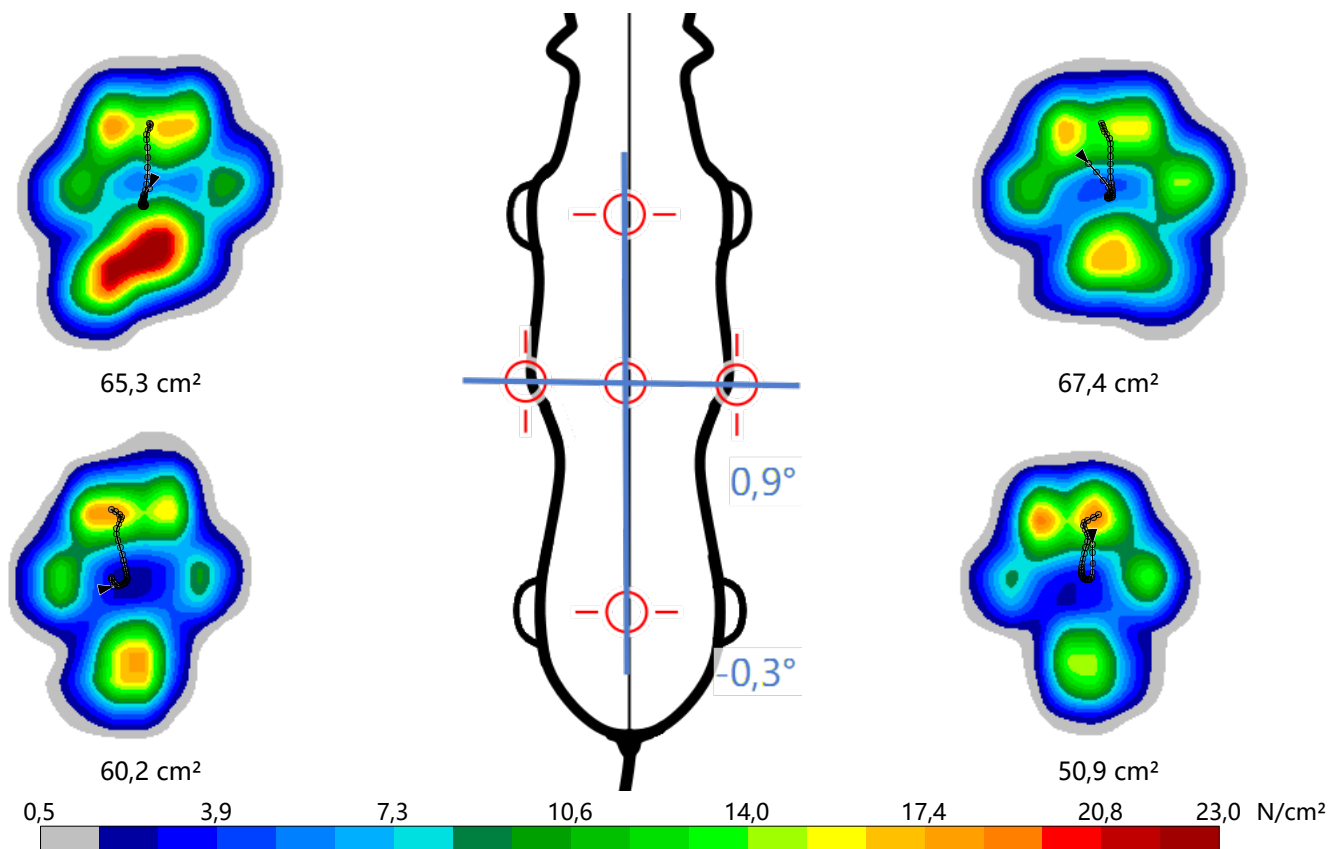 65,3 cm²
67,4 cm²
0,9°
-0,3°
60,2 cm²
50,9 cm²
0,5 3,9 7,3 10,6 14,0 17,4 20,8 23,0 N/cm²